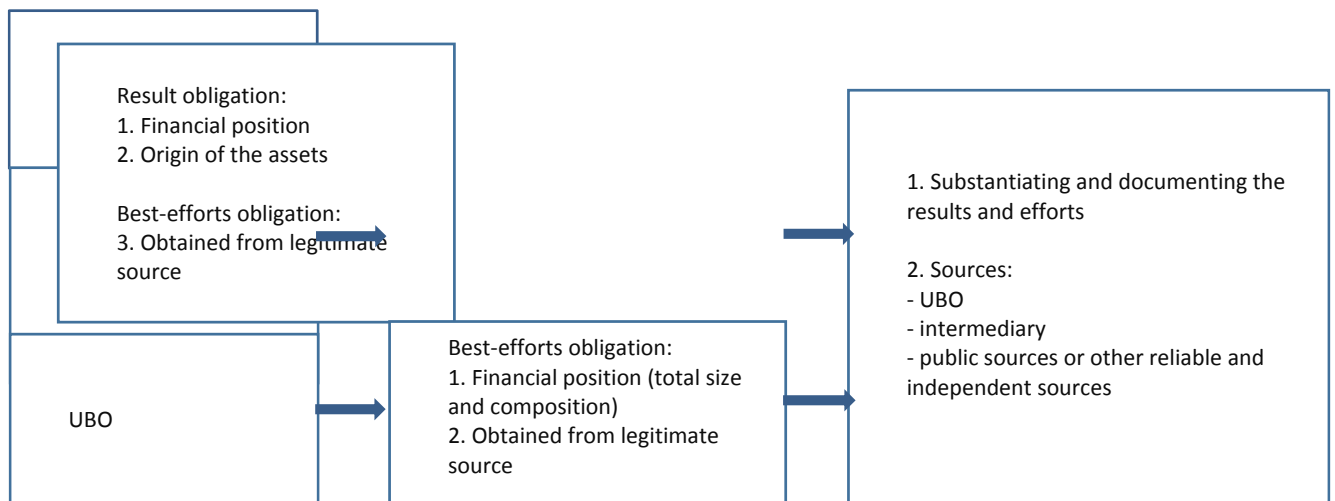 Result obligation:
1. Financial position
2. Origin of the assets
Best-efforts obligation:
3. Obtained from legitimate
source
UBO
Best-efforts obligation:
1. Financial position (total size
and composition)
2. Obtained from legitimate
source
1. Substantiating and documenting the
results and efforts
2. Sources:
- UBO
- intermediary
- public sources or other reliable and
independent sources